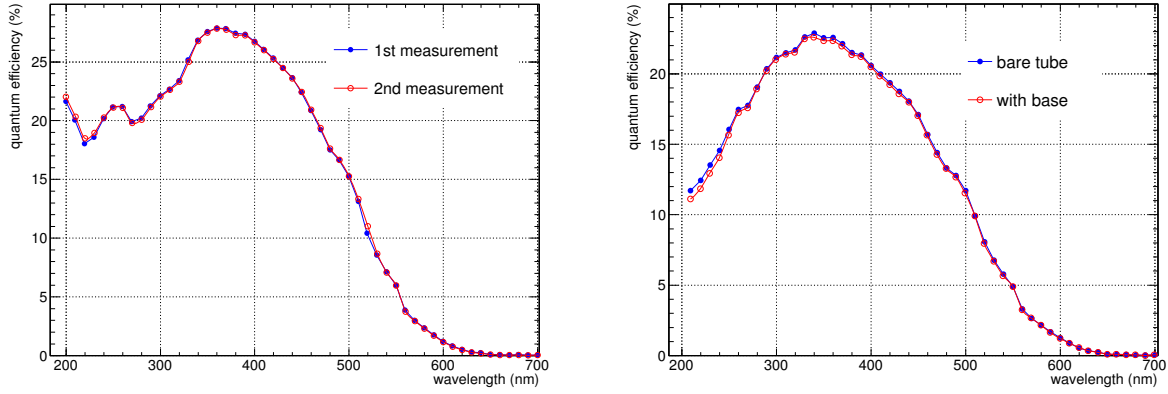 quantum efficiency (%)
25
20
15
10
5
0
1st measurement
2nd measurement
200 300 400 500 600 700
wavelength (nm)
quantum efficiency (%)
20
15
10
5
0
bare tube
with base
200 300 400 500 600 700
wavelength (nm)